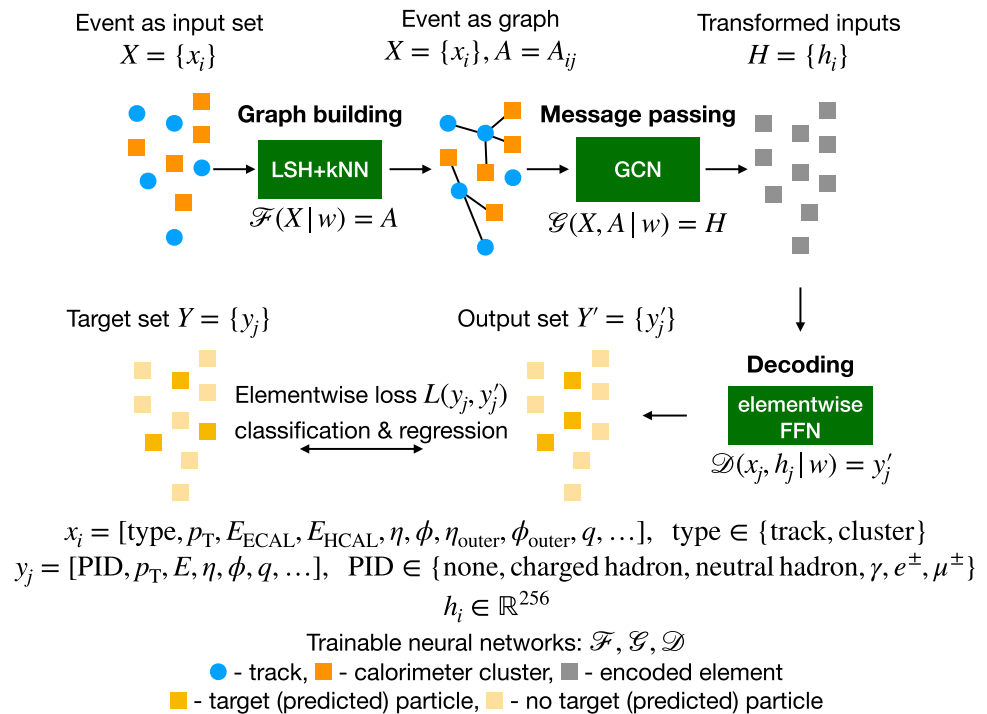 Event as input set
X = {x_i}
Event as graph
X = {x_i}, A = A_{ij}
Transformed inputs
H = {h_i}
Graph building
LSH+kNN
ℱ(X | w) = A
Message passing
GCN
𝒢(X, A | w) = H
Target set Y = {y_j}
Output set Y′ = {y′_j}
Elementwise loss L(y_j, y′_j)
classification & regression
Decoding
elementwise
FFN
𝒟(x_j, h_j | w) = y′_j
x_i = [type, p_T, E_ECAL, E_HCAL, η, ϕ, η_outer, ϕ_outer, q, …], type ∈ {track, cluster}
y_j = [PID, p_T, E, η, ϕ, q, …], PID ∈ {none, charged hadron, neutral hadron, γ, e^±, μ^±}
h_i ∈ ℝ^256
Trainable neural networks: ℱ, 𝒢, 𝒟
- track, - calorimeter cluster, - encoded element
- target (predicted) particle, - no target (predicted) particle